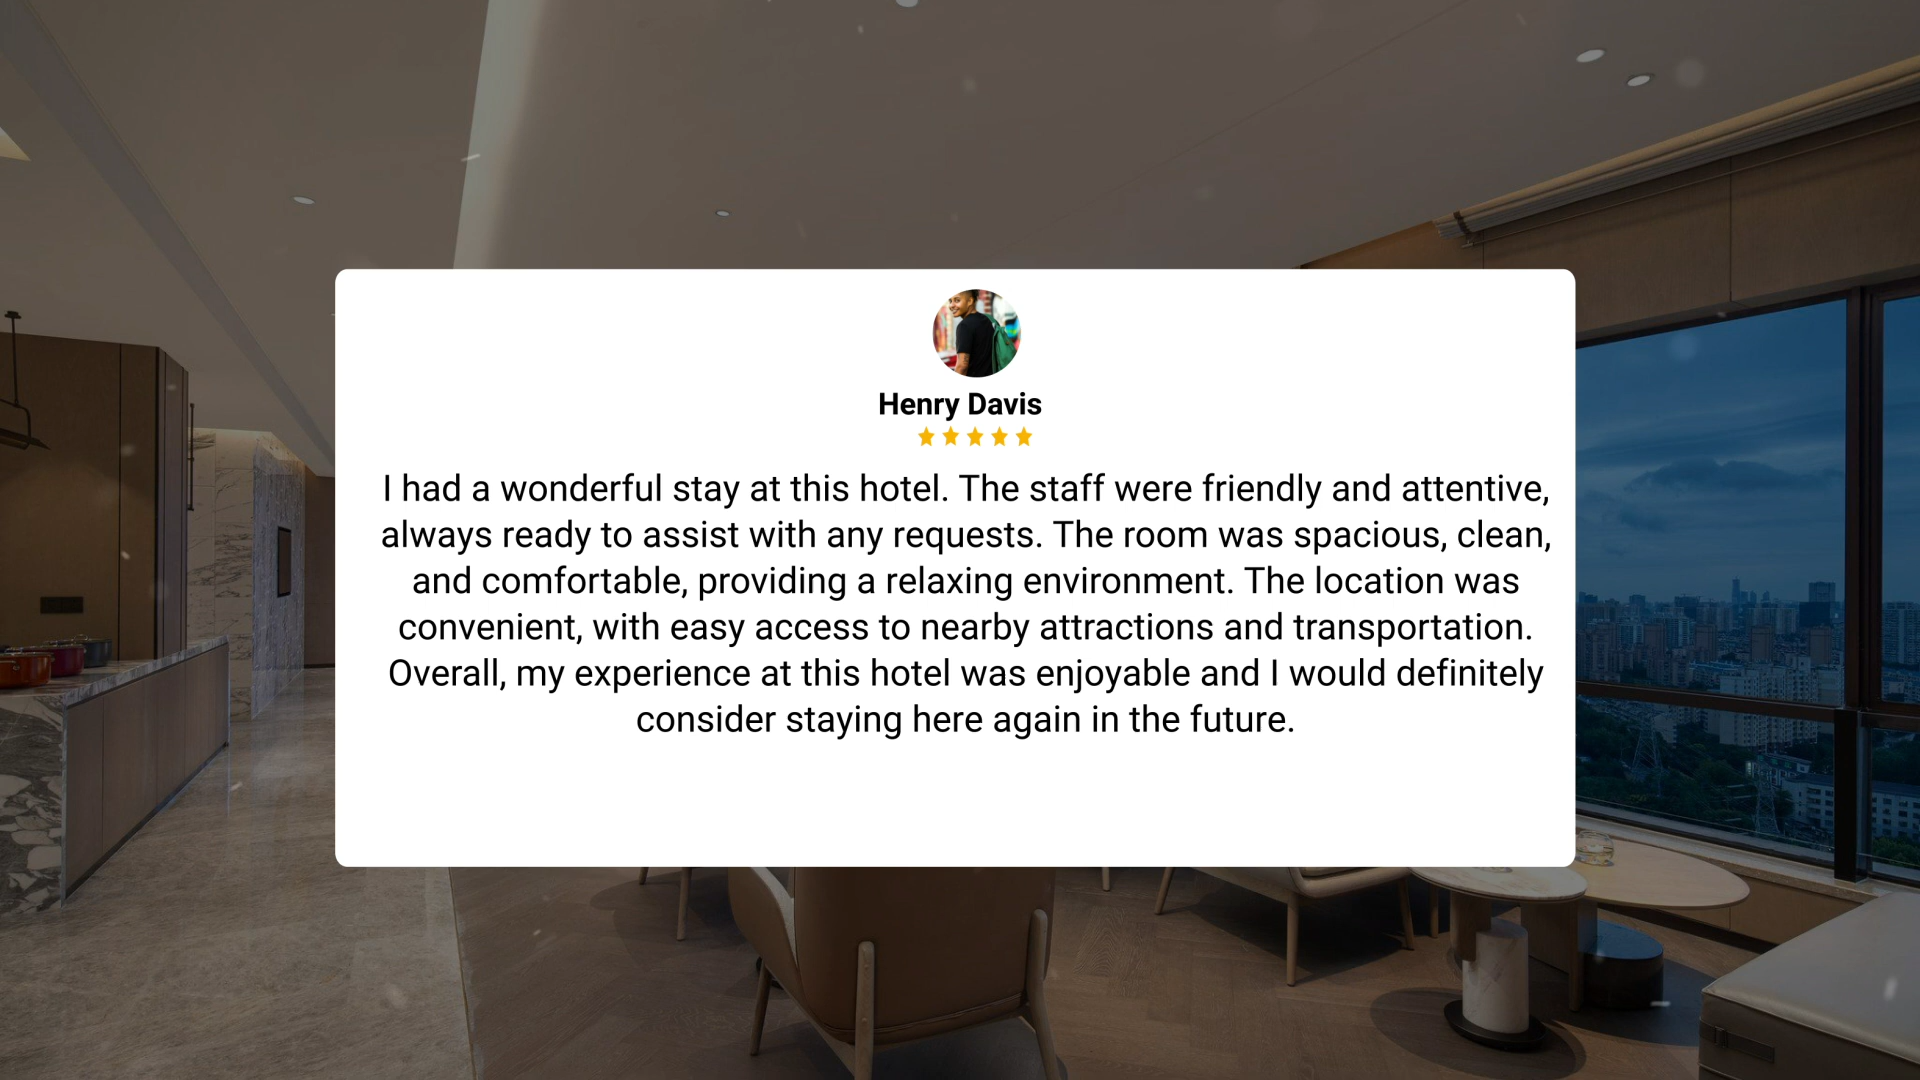 Henry Davis
I had a wonderful stay at this hotel. The staff were friendly and attentive,
always ready to assist with any requests. The room was spacious, clean,
and comfortable, providing a relaxing environment. The location was
convenient, with easy access to nearby attractions and transportation.
Overall, my experience at this hotel was enjoyable and I would definitely
consider staying here again in the future.